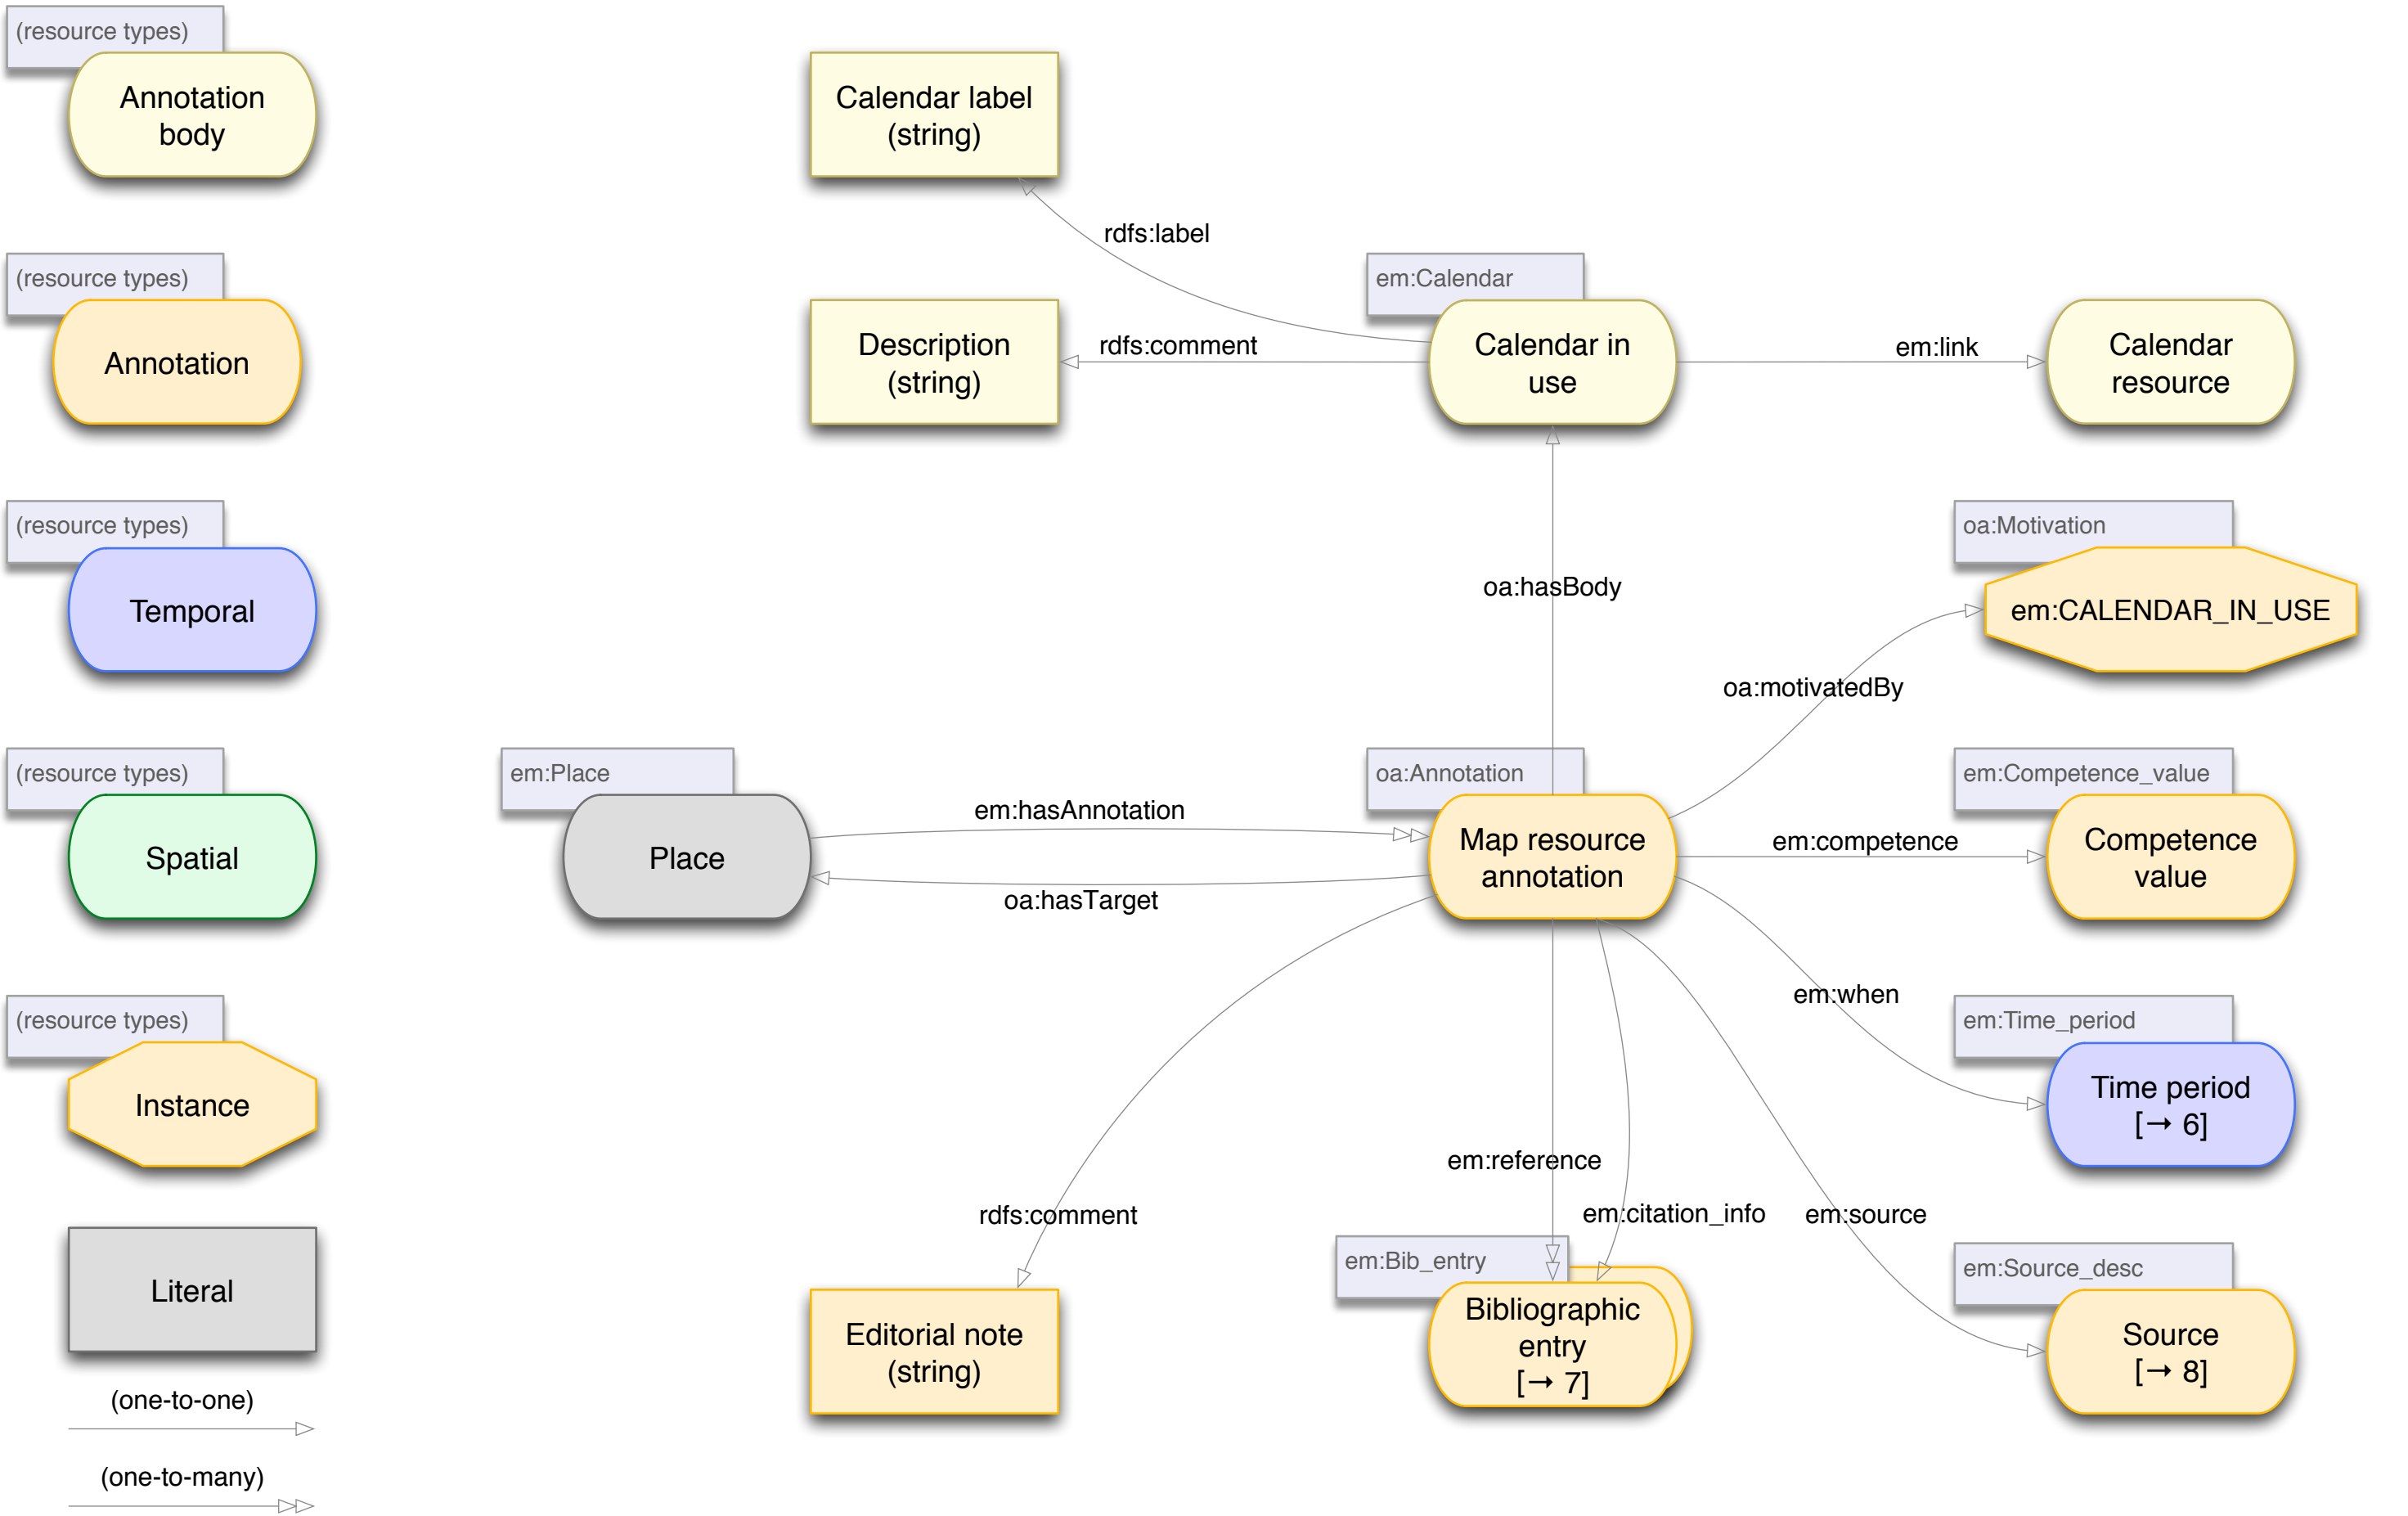 (resource types)
Annotation
body
(resource types)
Annotation
(resource types)
Temporal
(resource types)
Spatial
(resource types)
Instance
Literal
(one-to-one)
(one-to-many)
Calendar label
(string)
rdfs:label
em:Calendar
Description
(string)
rdfs:comment
Calendar in
use
em:link
Calendar
resource
oa:hasBody
oa:Motivation
em:CALENDAR_IN_USE
oa:motivatedBy
em:Place
Place
em:hasAnnotation
oa:hasTarget
oa:Annotation
Map resource
annotation
em:competence
em:Competence_value
Competence
value
em:when
em:Time_period
Time period
[→ 6]
rdfs:comment
Editorial note
(string)
em:reference
em:citation_info
em:Bib_entry
Bibliographic
entry
[→ 7]
em:source
em:Source_desc
Source
[→ 8]